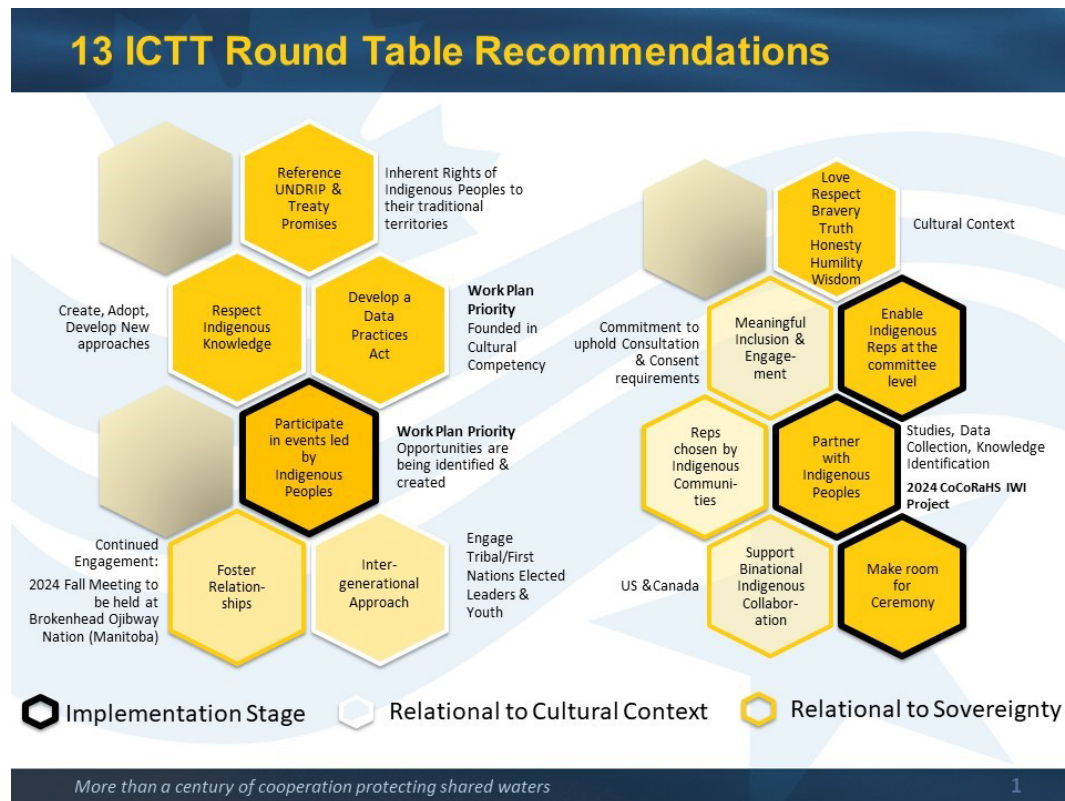 13 ICTT Round Table Recommendations
Reference
UNDRIP &
Treaty
Promises
Inherent Rights of
Indigenous Peoples to
their traditional
territories
Create, Adopt,
Develop New
approaches
Respect
Indigenous
Knowledge
Develop a
Data
Practices
Act
Work Plan
Priority
Founded in
Cultural
Competency
Participate
in events led
by
Indigenous
Peoples
Work Plan Priority
Opportunities are
being identified &
created
Continued
Engagement:
2024 Fall Meeting to
be held at
Brokenhead Ojibway
Nation (Manitoba)
Foster
Relation-
ships
Inter-
generational
Approach
Engage
Tribal/First
Nations Elected
Leaders &
Youth
Love
Respect
Bravery
Truth
Honesty
Humility
Wisdom
Cultural Context
Commitment to
uphold Consultation
& Consent
requirements
Meaningful
Inclusion &
Engage-
ment
Enable
Indigenous
Reps at the
committee
level
Reps
chosen by
Indigenous
Communi-
ties
Partner
with
Indigenous
Peoples
Studies, Data
Collection, Knowledge
Identification
2024 CoCoRaHS IWI
Project
US &Canada
Support
Binational
Indigenous
Collabor-
ation
Make room
for
Ceremony
Implementation Stage
Relational to Cultural Context
Relational to Sovereignty
More than a century of cooperation protecting shared waters
1